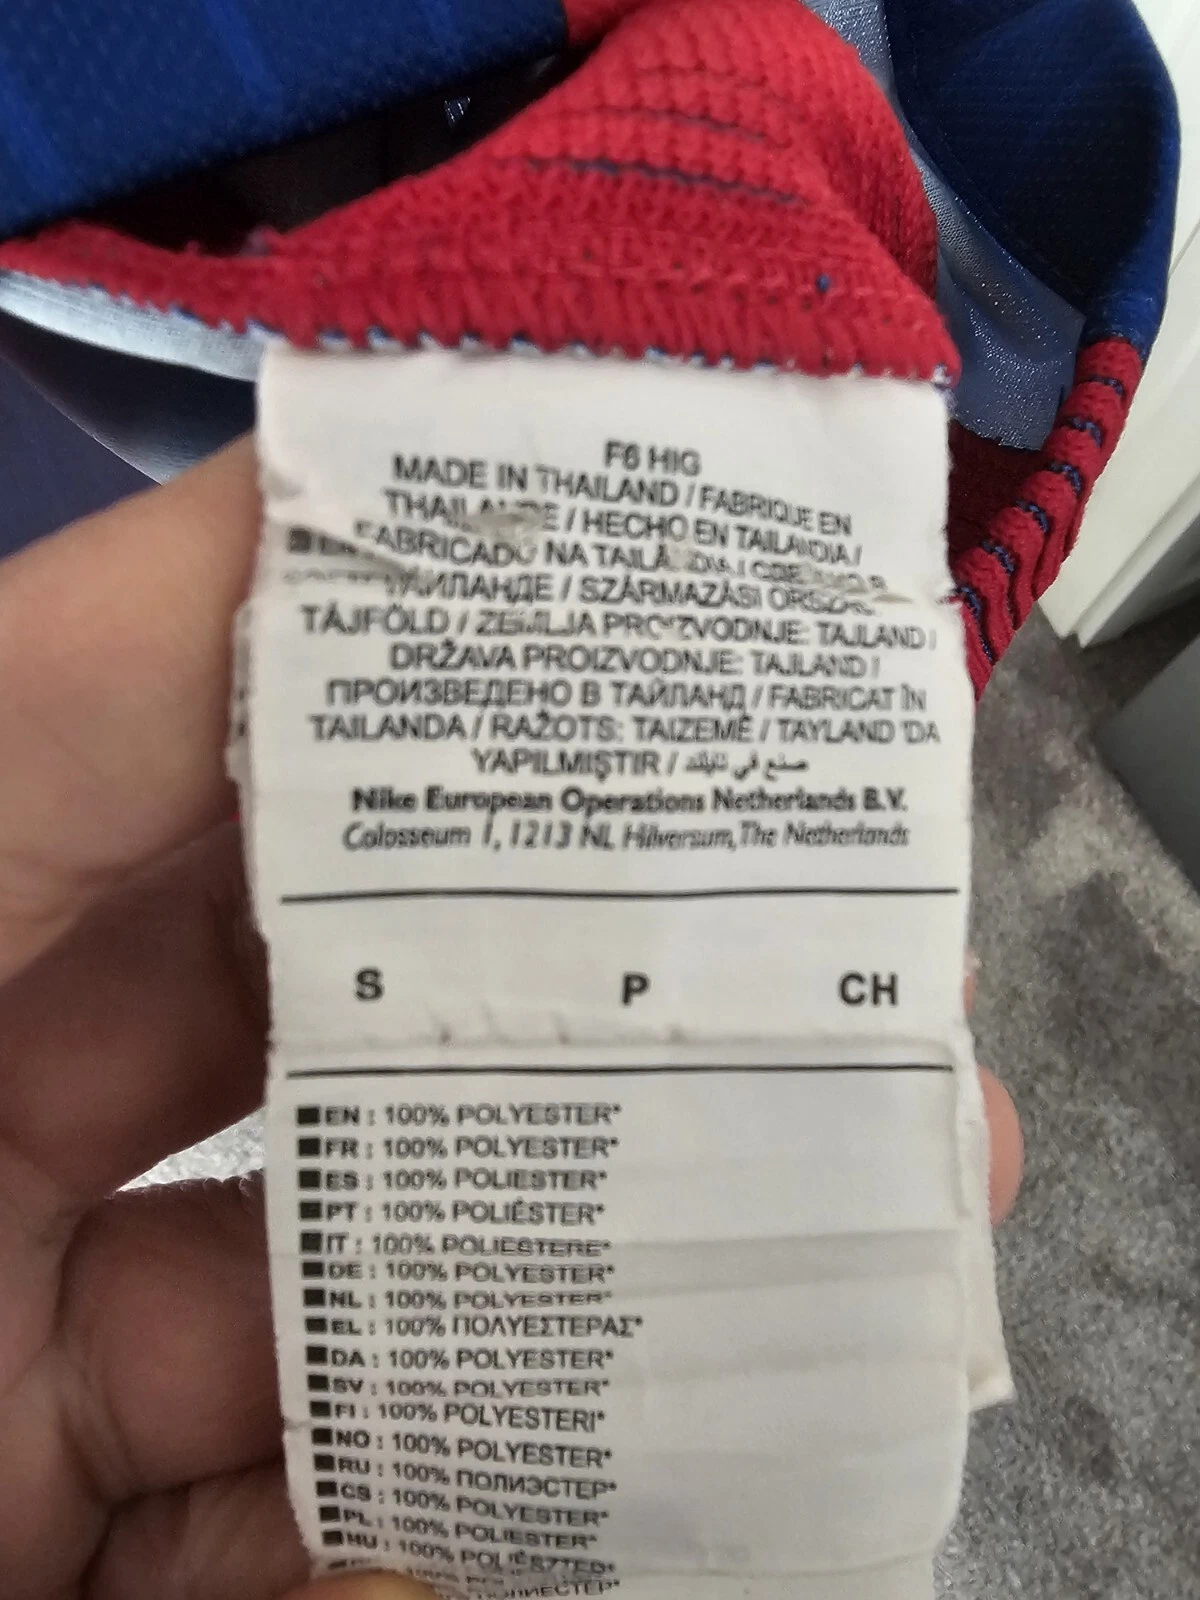 F6 HIG
MADE IN THAILAND / FABRIQUE EN
/ HECHO EN TAILANDIA /
FABRICADO NA
ТАИЛАНДЕ / SZÁRMAZÁSI
TÁJFÖLD / ZEMLJA PROIZVODNJE: TAJLAND /
DRŽAVA PROIZVODNJE: TAJLAND /
ПРОИЗВЕДЕНО В ТАЙЛАНД / FABRICAT ÎN
TAILANDA / RAŽOTS: TAIZEMĒ / TAYLAND 'DA
YAPILMIŞTIR / صنع في تايلند
Nike European Operations Netherlands B.V.
Colosseum 1, 1213 NL Hilversum, The Netherlands
S P CH
EN : 100% POLYESTER*
FR : 100% POLYESTER*
ES : 100% POLIESTER*
PT : 100% POLIÉSTER*
IT : 100% POLIESTERE*
DE : 100% POLYESTER*
NL : 100% POLYESTER*
EL : 100% ΠΟΛΥΕΣΤΕΡΑΣ*
DA : 100% POLYESTER*
SV : 100% POLYESTER*
FI : 100% POLYESTERI*
NO : 100% POLYESTER*
RU : 100% ПОЛИЭСТЕР*
CS : 100% POLYESTER*
PL : 100% POLIESTER*
HU : 100% POLIÉSZTER*